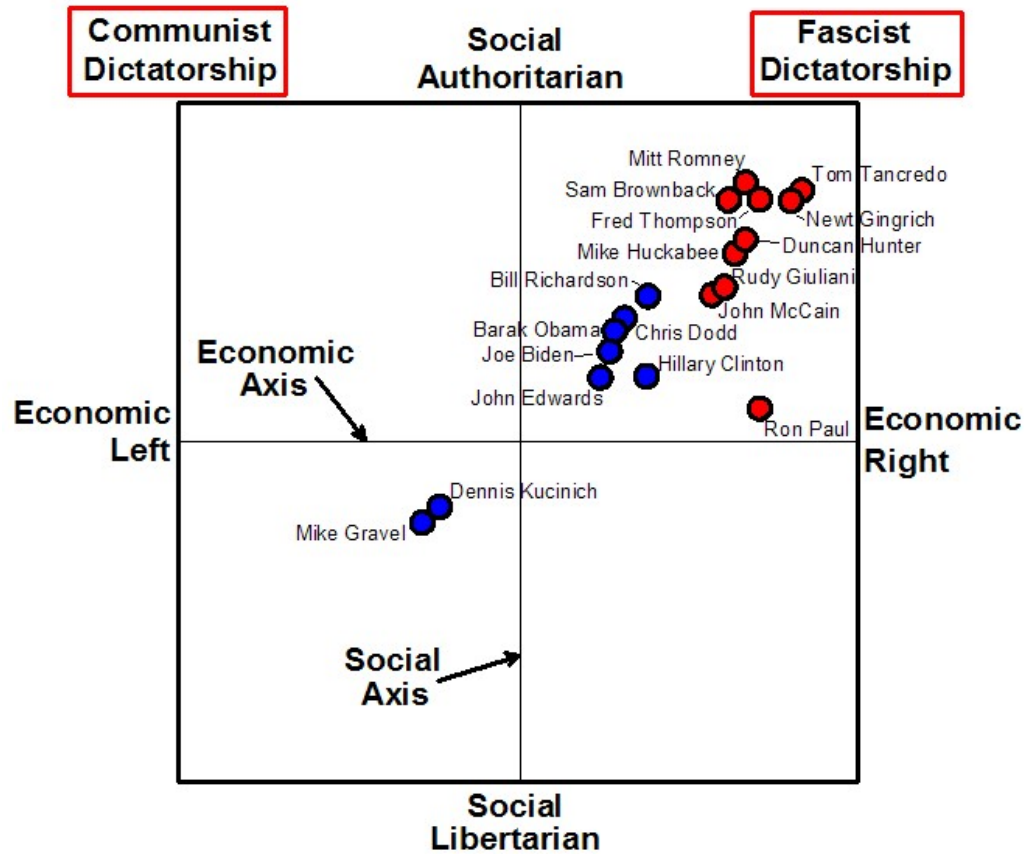 Communist
Dictatorship
Social
Authoritarian
Fascist
Dictatorship
Mitt Romney
Tom Tancredo
Sam Brownback
Fred Thompson
Newt Gingrich
Mike Huckabee
Duncan Hunter
Bill Richardson
Rudy Giuliani
John McCain
Barak Obama
Chris Dodd
Joe Biden
Hillary Clinton
John Edwards
Economic
Axis
Economic
Left
Economic
Right
Ron Paul
Dennis Kucinich
Mike Gravel
Social
Axis
Social
Libertarian